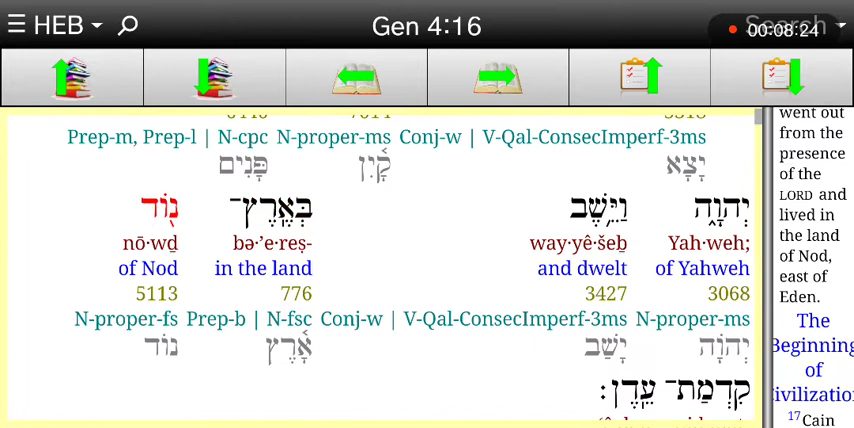 ☰ HEB
Gen 4:16
Search
00:08:24
Prep-m, Prep-l | N-cpc N-proper-ms Conj-w | V-Qal-ConsecImperf-3ms
יָצָא קַ֫יִן פָּנִים
יְהוָ֑ה וַיֵּ֥שֶׁב בְּאֶֽרֶץ־ נ֖וֹד
nō·wḏ bə·’e·reṣ- way·yê·šeḇ Yah·weh;
of Nod in the land and dwelt of Yahweh
5113 776 3427 3068
N-proper-fs Prep-b | N-fsc Conj-w | V-Qal-ConsecImperf-3ms N-proper-ms
יְהוָֹה יָשַׁב אָ֫רֶץ נוֹד
קִדְמַת־ עֵֽדֶן׃
went out
from the
presence
of the
LORD and
lived in
the land
of Nod,
east of
Eden.
The
Beginning
of
Civilizatio
17 Cain